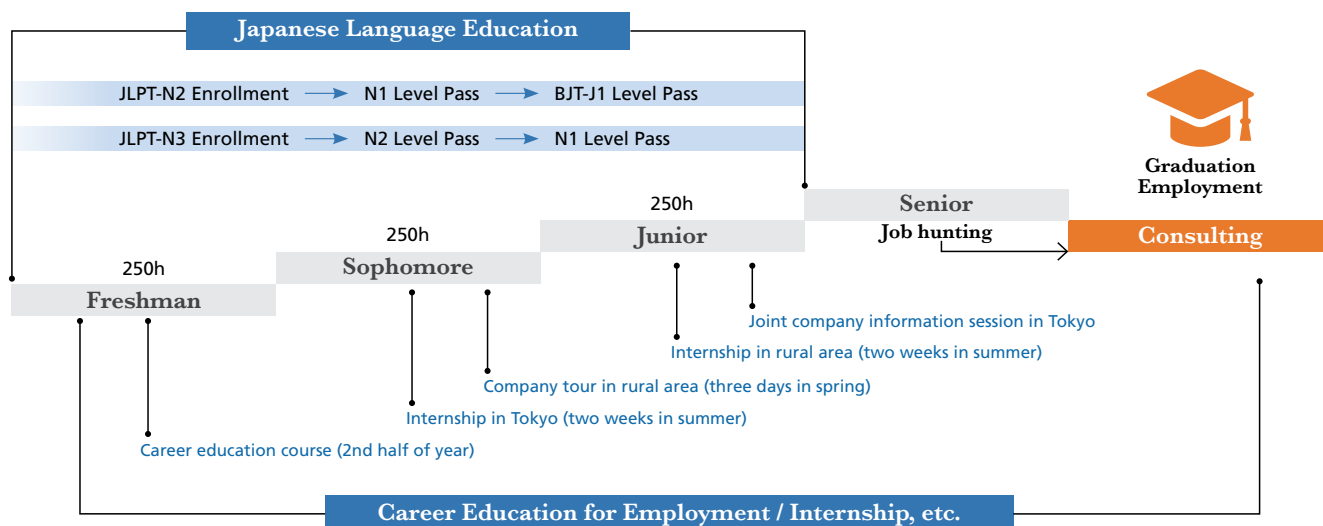 Japanese Language Education
JLPT-N2 Enrollment → N1 Level Pass → BJT-J1 Level Pass
JLPT-N3 Enrollment → N2 Level Pass → N1 Level Pass
Graduation
Employment
250h
Freshman
250h
Sophomore
250h
Junior
Senior
Job hunting
Consulting
Joint company information session in Tokyo
Internship in rural area (two weeks in summer)
Company tour in rural area (three days in spring)
Internship in Tokyo (two weeks in summer)
Career education course (2nd half of year)
Career Education for Employment / Internship, etc.